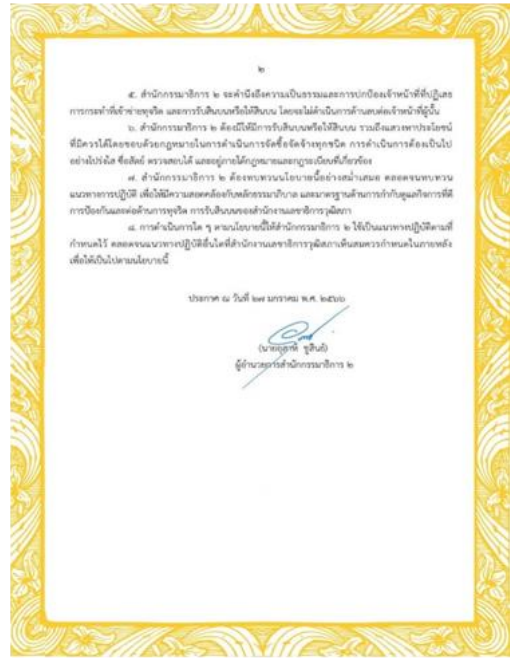 ๒
๕. สำนักกรรมาธิการ ๒ จะคำนึงถึงความเป็นธรรมและการปกป้องเจ้าหน้าที่ที่ปฏิเสธ
การกระทำที่เข้าข่ายทุจริต และการรับสินบนหรือให้สินบน โดยจะไม่ดำเนินการด้านลบต่อเจ้าหน้าที่ผู้นั้น
๖. สำนักกรรมาธิการ ๒ ต้องมิให้มีการรับสินบนหรือให้สินบน รวมถึงแสวงหาประโยชน์
ที่มิควรได้โดยชอบด้วยกฎหมายในการดำเนินการจัดซื้อจัดจ้างทุกชนิด การดำเนินการต้องเป็นไป
อย่างโปร่งใส ซื่อสัตย์ ตรวจสอบได้ และอยู่ภายใต้กฎหมายและกฎระเบียบที่เกี่ยวข้อง
๗. สำนักกรรมาธิการ ๒ ต้องทบทวนนโยบายนี้อย่างสม่ำเสมอ ตลอดจนทบทวน
แนวทางการปฏิบัติ เพื่อให้มีความสอดคล้องกับหลักธรรมาภิบาล และมาตรฐานด้านการกำกับดูแลกิจการที่ดี
การป้องกันและต่อต้านการทุจริต การรับสินบนของสำนักงานเลขาธิการวุฒิสภา
๘. การดำเนินการใด ๆ ตามนโยบายนี้ให้สำนักกรรมาธิการ ๒ ใช้เป็นแนวทางปฏิบัติตามที่
กำหนดไว้ ตลอดจนแนวทางปฏิบัติอื่นใดที่สำนักงานเลขาธิการวุฒิสภาเห็นสมควรกำหนดในภายหลัง
เพื่อให้เป็นไปตามนโยบายนี้
ประกาศ ณ วันที่ ๒๗ มกราคม พ.ศ. ๒๕๖๖
ชูสินธ์)
ผู้อำนวยการสำนักกรรมาธิการ ๒